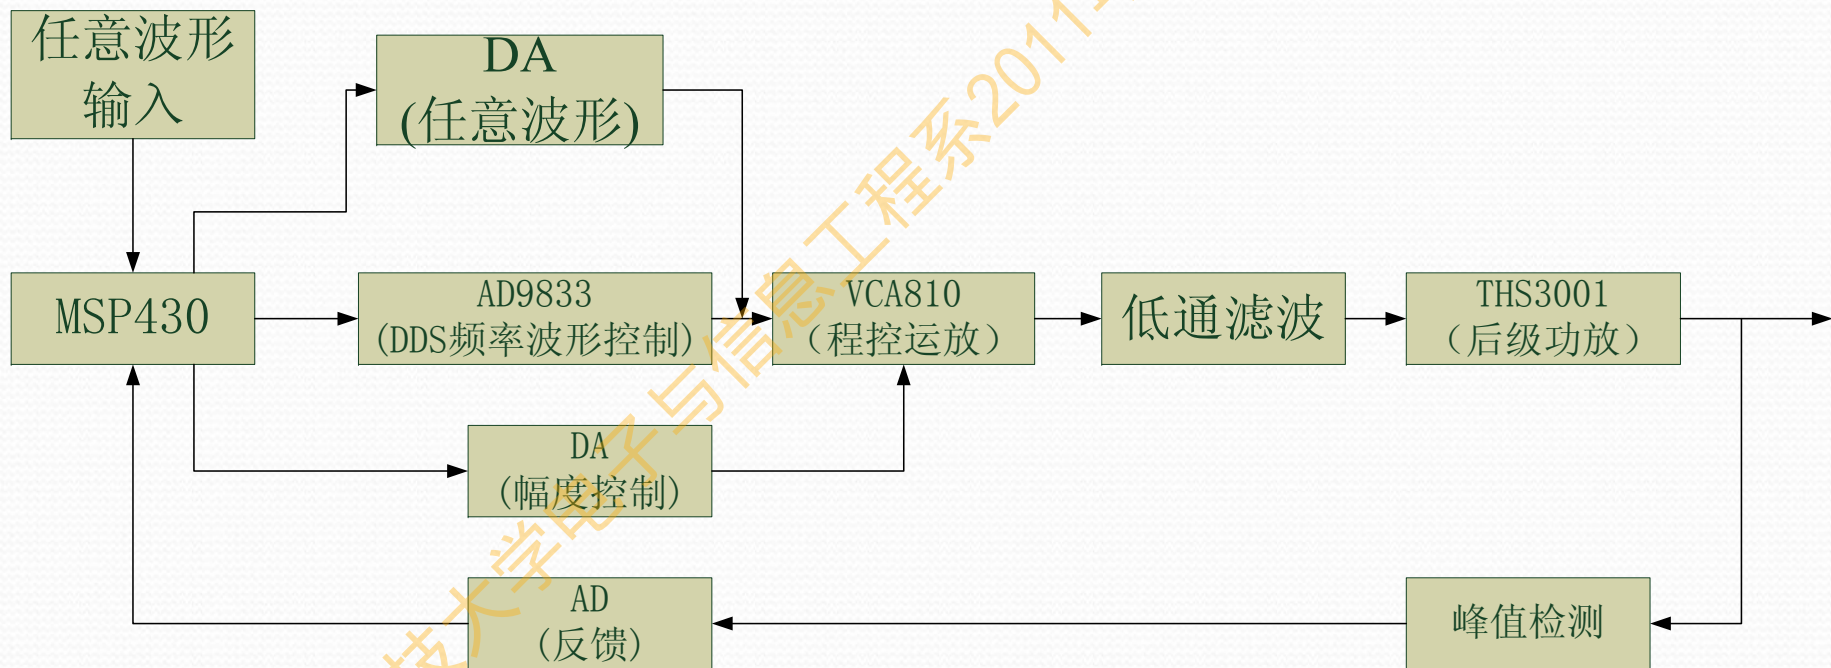 任意波形
输入
DA
(任意波形)
MSP430
AD9833
(DDS频率波形控制)
VCA810
（程控运放）
低通滤波
THS3001
（后级功放）
DA
(幅度控制)
AD
(反馈)
峰值检测
技大学电子与信息工程系2011